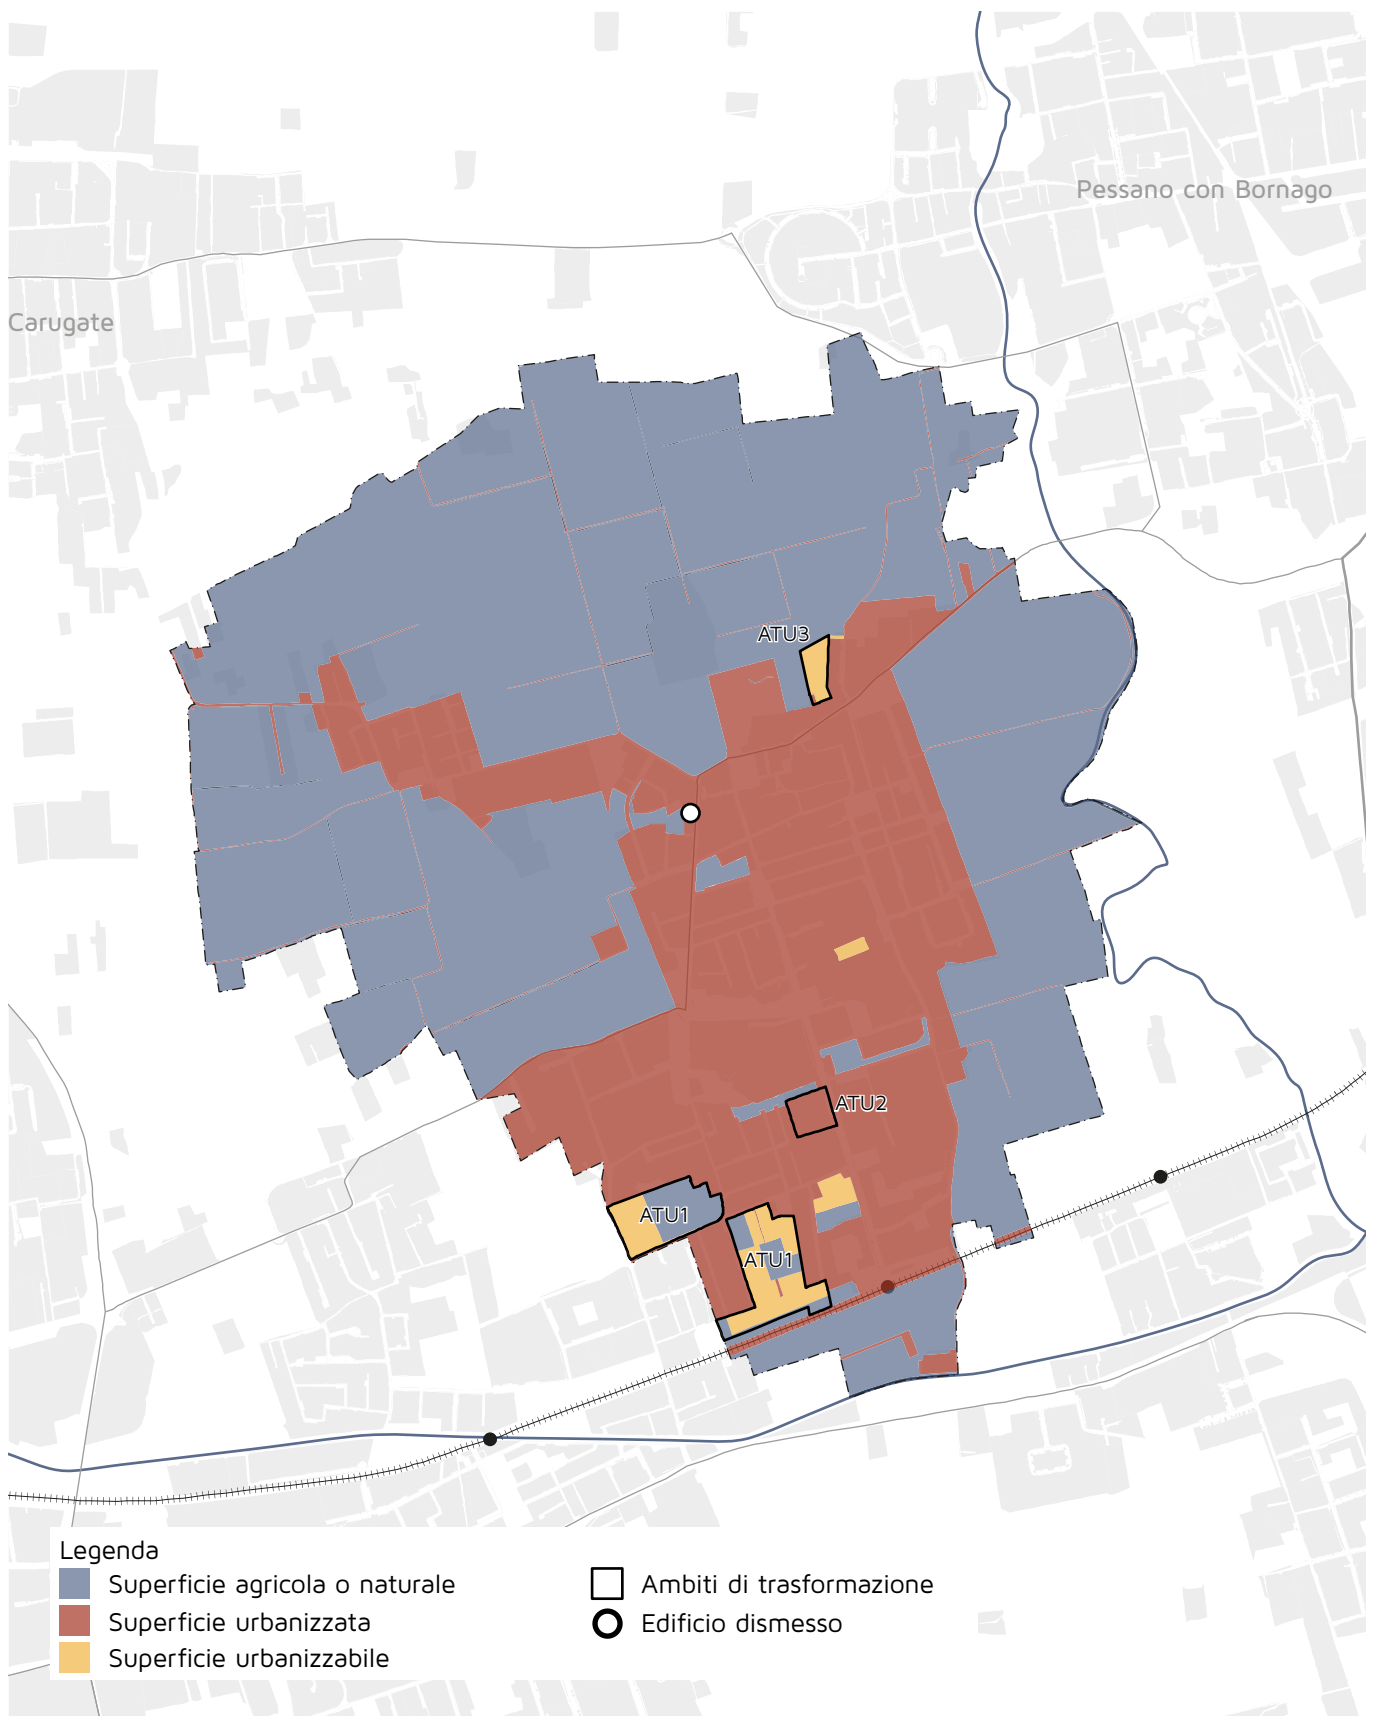 Pessano con Bornago
Carugate
ATU3
ATU2
ATU1
ATU1
Legenda
Superficie agricola o naturale
Superficie urbanizzata
Superficie urbanizzabile
Ambiti di trasformazione
Edificio dismesso